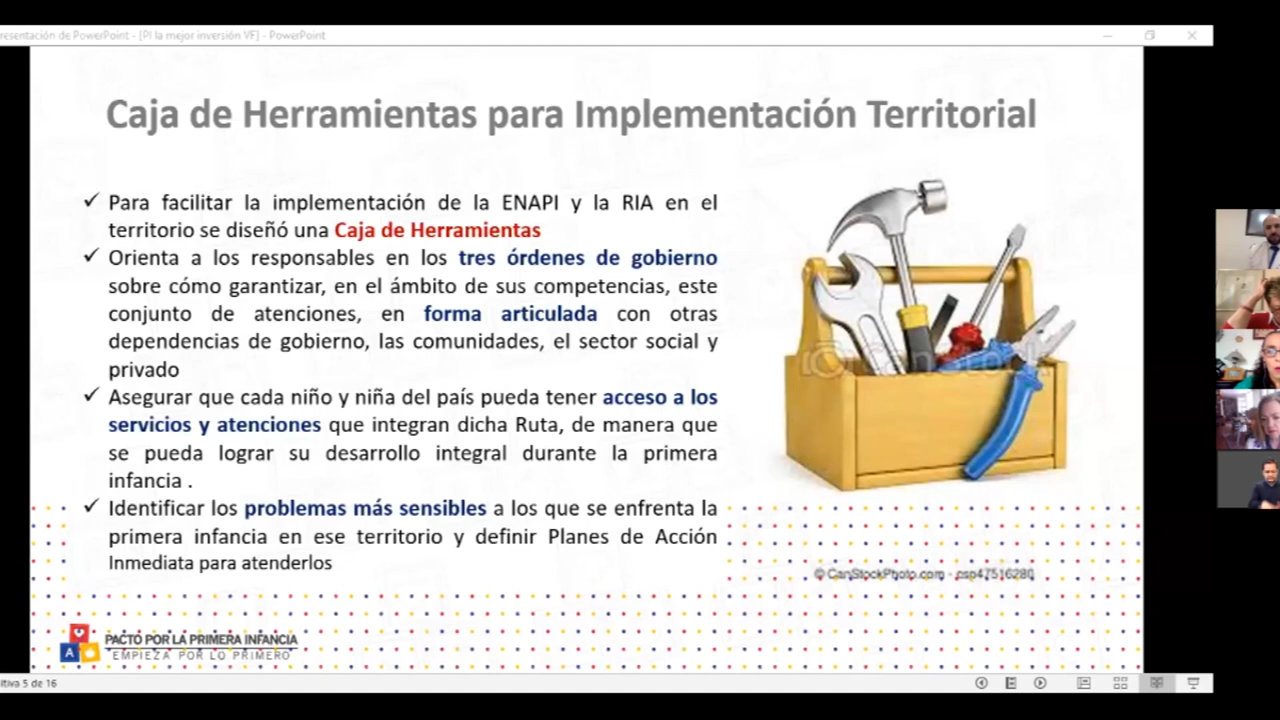 resentación de PowerPoint - [PI la mejor inversión VF] - PowerPoint
Caja de Herramientas para Implementación Territorial
✓ Para facilitar la implementación de la ENAPI y la RIA en el
territorio se diseñó una Caja de Herramientas
✓ Orienta a los responsables en los tres órdenes de gobierno
sobre cómo garantizar, en el ámbito de sus competencias, este
conjunto de atenciones, en forma articulada con otras
dependencias de gobierno, las comunidades, el sector social y
privado
✓ Asegurar que cada niño y niña del país pueda tener acceso a los
servicios y atenciones que integran dicha Ruta, de manera que
se pueda lograr su desarrollo integral durante la primera
infancia .
✓ Identificar los problemas más sensibles a los que se enfrenta la
primera infancia en ese territorio y definir Planes de Acción
Inmediata para atenderlos
© CanStock
© CanStockPhoto.com - csp47516280
A
PACTO POR LA PRIMERA INFANCIA
EMPIEZA POR LO PRIMERO
itiva 5 de 16